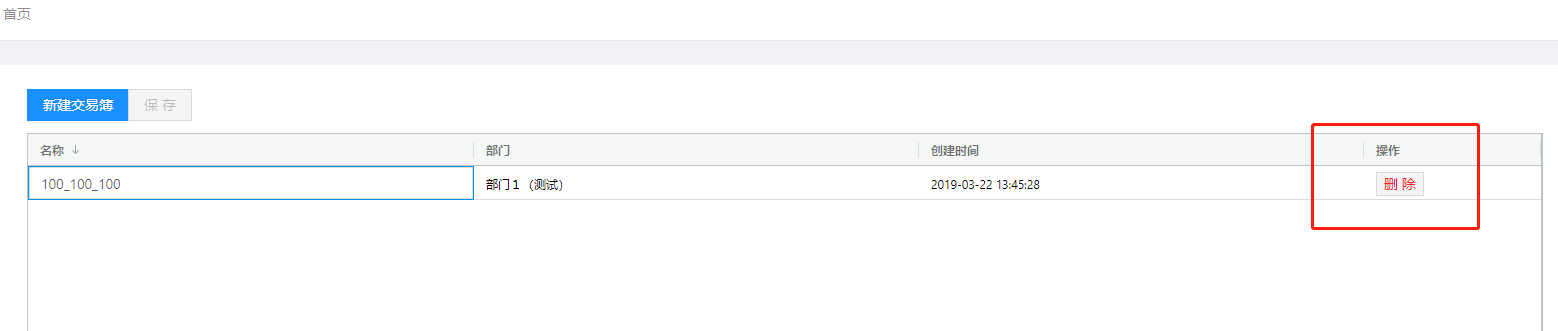 首页
新建交易簿 保 存
名称 ↓ 部门 创建时间 操作
100_100_100 部门 1 （测试） 2019-03-22 13:45:28 删 除